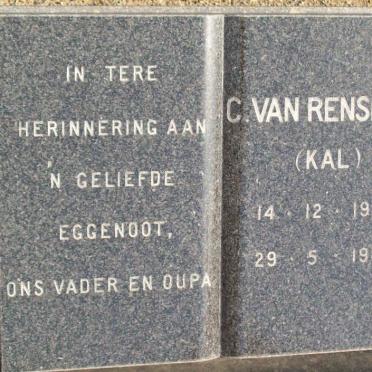 IN TERE
HERINNERING AAN
'N GELIEFDE
EGGENOOT,
ONS VADER EN OUPA
C. VAN RENS
(KAL)
14 · 12 · 19
29 · 5 · 19